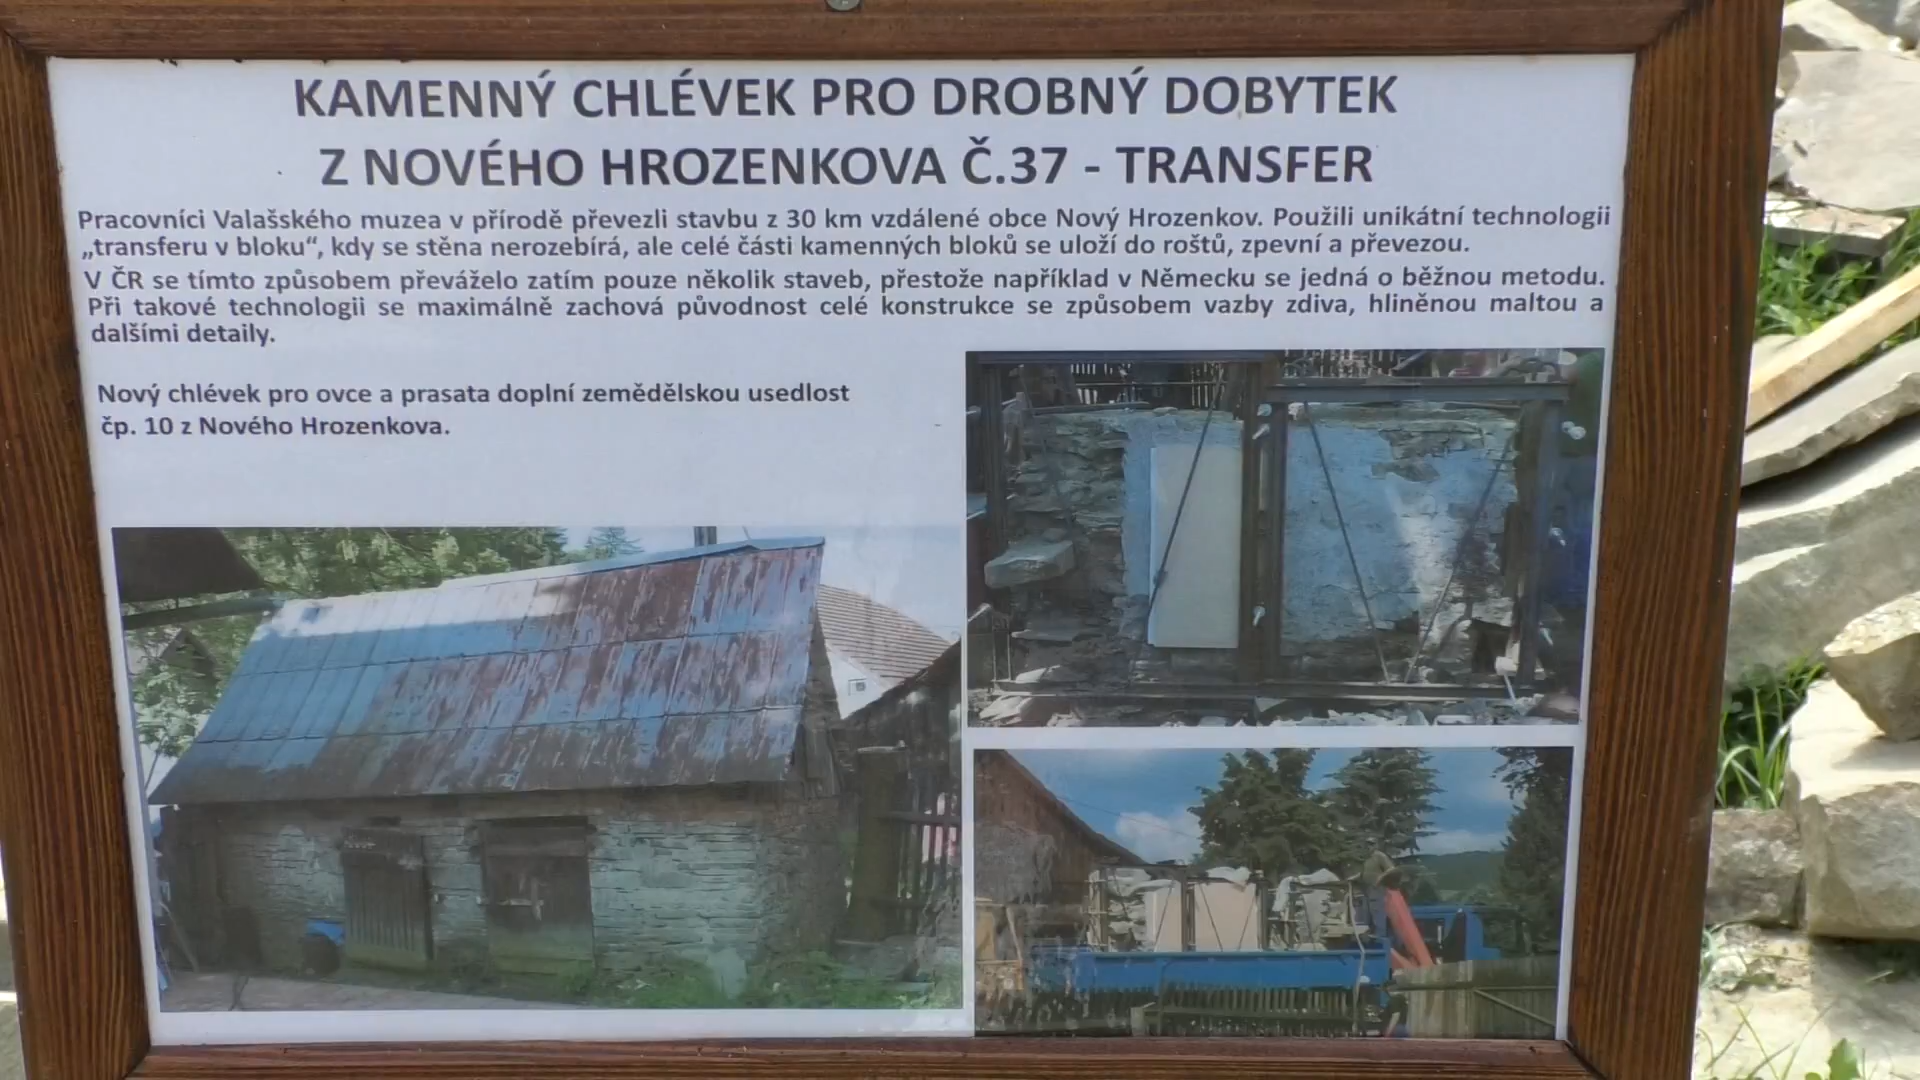 KAMENNÝ CHLÉVEK PRO DROBNÝ DOBYTEK
Z NOVÉHO HROZENKOVA Č.37 - TRANSFER
Pracovníci Valašského muzea v přírodě převezli stavbu z 30 km vzdálené obce Nový Hrozenkov. Použili unikátní technologii
„transferu v bloku“, kdy se stěna nerozebírá, ale celé části kamenných bloků se uloží do roštů, zpevní a převezou.
V ČR se tímto způsobem převáželo zatím pouze několik staveb, přestože například v Německu se jedná o běžnou metodu.
Při takové technologii se maximálně zachová původnost celé konstrukce se způsobem vazby zdiva, hliněnou maltou a
dalšími detaily.
Nový chlévek pro ovce a prasata doplní zemědělskou usedlost
čp. 10 z Nového Hrozenkova.